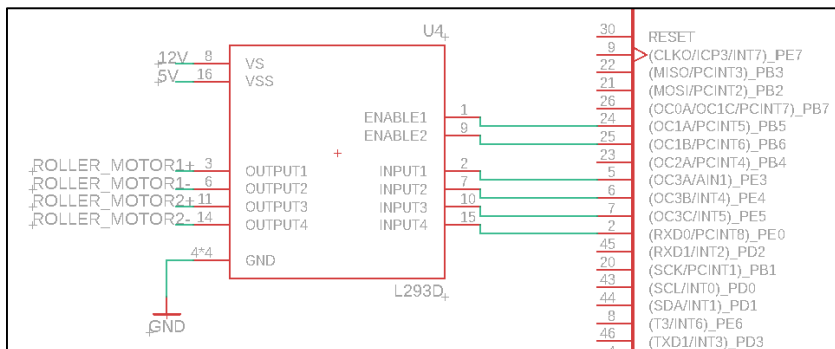 U4
12V 8 VS
5V 16 VSS
ENABLE1 1
ENABLE2 9
ROLLER_MOTOR1+ 3 OUTPUT1 INPUT1 2
ROLLER_MOTOR1- 6 OUTPUT2 INPUT2 7
ROLLER_MOTOR2+ 11 OUTPUT3 INPUT3 10
ROLLER_MOTOR2- 14 OUTPUT4 INPUT4 15
4*4 GND
L293D
GND
30 RESET
9 (CLKO/ICP3/INT7)_PE7
22 (MISO/PCINT3)_PB3
21 (MOSI/PCINT2)_PB2
26 (OC0A/OC1C/PCINT7)_PB7
24 (OC1A/PCINT5)_PB5
25 (OC1B/PCINT6)_PB6
23 (OC2A/PCINT4)_PB4
5 (OC3A/AIN1)_PE3
6 (OC3B/INT4)_PE4
7 (OC3C/INT5)_PE5
2 (RXD0/PCINT8)_PE0
45 (RXD1/INT2)_PD2
20 (SCK/PCINT1)_PB1
43 (SCL/INT0)_PD0
44 (SDA/INT1)_PD1
8 (T3/INT6)_PE6
46 (TXD1/INT3)_PD3